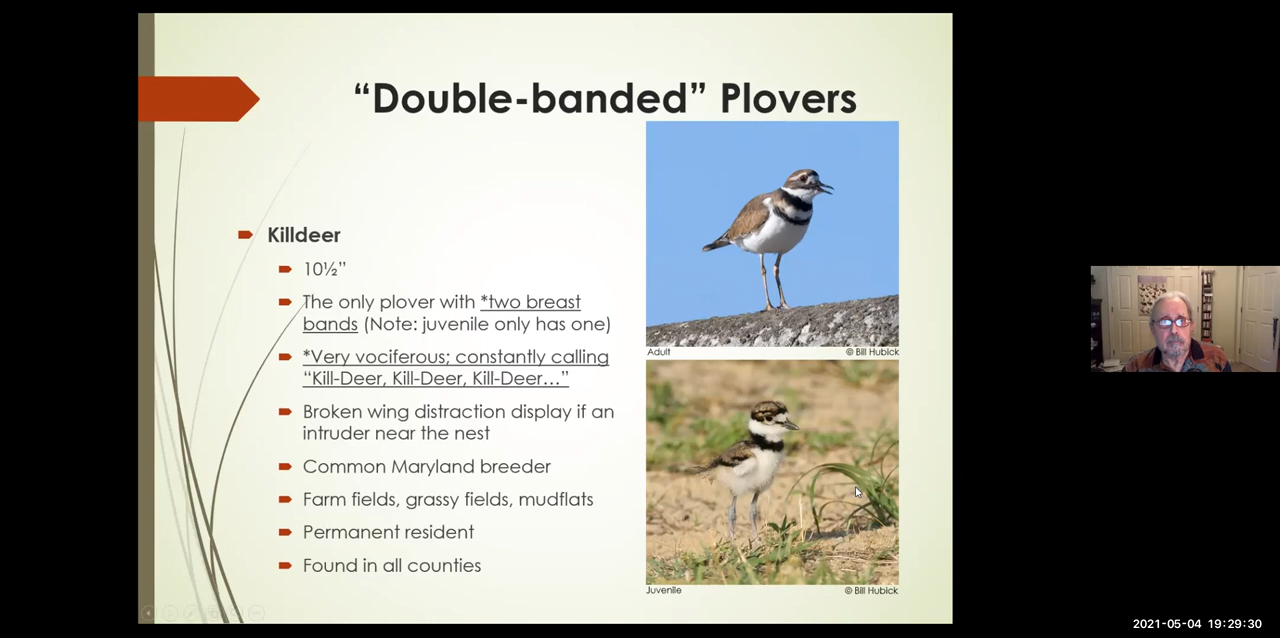 “Double-banded” Plovers
Killdeer
10½”
The only plover with *two breast
bands (Note: juvenile only has one)
*Very vociferous; constantly calling
“Kill-Deer, Kill-Deer, Kill-Deer…”
Broken wing distraction display if an
intruder near the nest
Common Maryland breeder
Farm fields, grassy fields, mudflats
Permanent resident
Found in all counties
Adult
© Bill Hubick
Juvenile
© Bill Hubick
2021-05-04 19:29:30